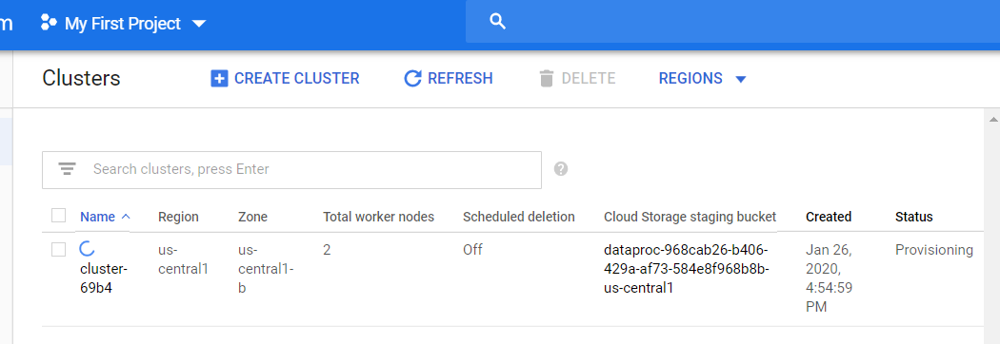 m My First Project
Clusters CREATE CLUSTER REFRESH DELETE REGIONS
Search clusters, press Enter
Name Region Zone Total worker nodes Scheduled deletion Cloud Storage staging bucket Created Status
cluster-
69b4
us-
central1
us-
central1-
b
2
Off
dataproc-968cab26-b406-
429a-af73-584e8f968b8b-
us-central1
Jan 26,
2020,
4:54:59
PM
Provisioning